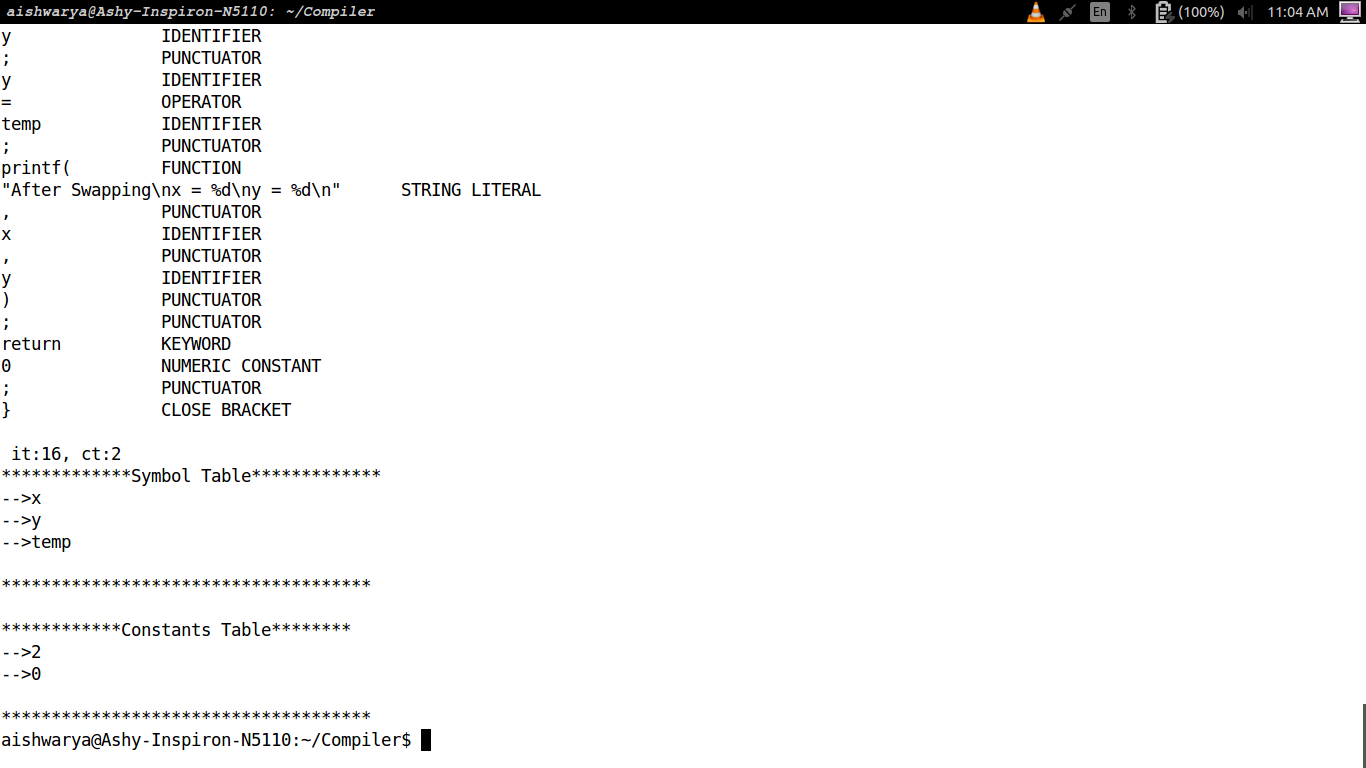 aishwarya@Ashy-Inspiron-N5110: ~/Compiler En (100%) 11:04 AM
y IDENTIFIER
; PUNCTUATOR
y IDENTIFIER
= OPERATOR
temp IDENTIFIER
; PUNCTUATOR
printf( FUNCTION
"After Swapping\nx = %d\ny = %d\n" STRING LITERAL
, PUNCTUATOR
x IDENTIFIER
, PUNCTUATOR
y IDENTIFIER
) PUNCTUATOR
; PUNCTUATOR
return KEYWORD
0 NUMERIC CONSTANT
; PUNCTUATOR
} CLOSE BRACKET
it:16, ct:2
*************Symbol Table*************
-->x
-->y
-->temp
*************************************
************Constants Table********
-->2
-->0
*************************************
aishwarya@Ashy-Inspiron-N5110:~/Compiler$